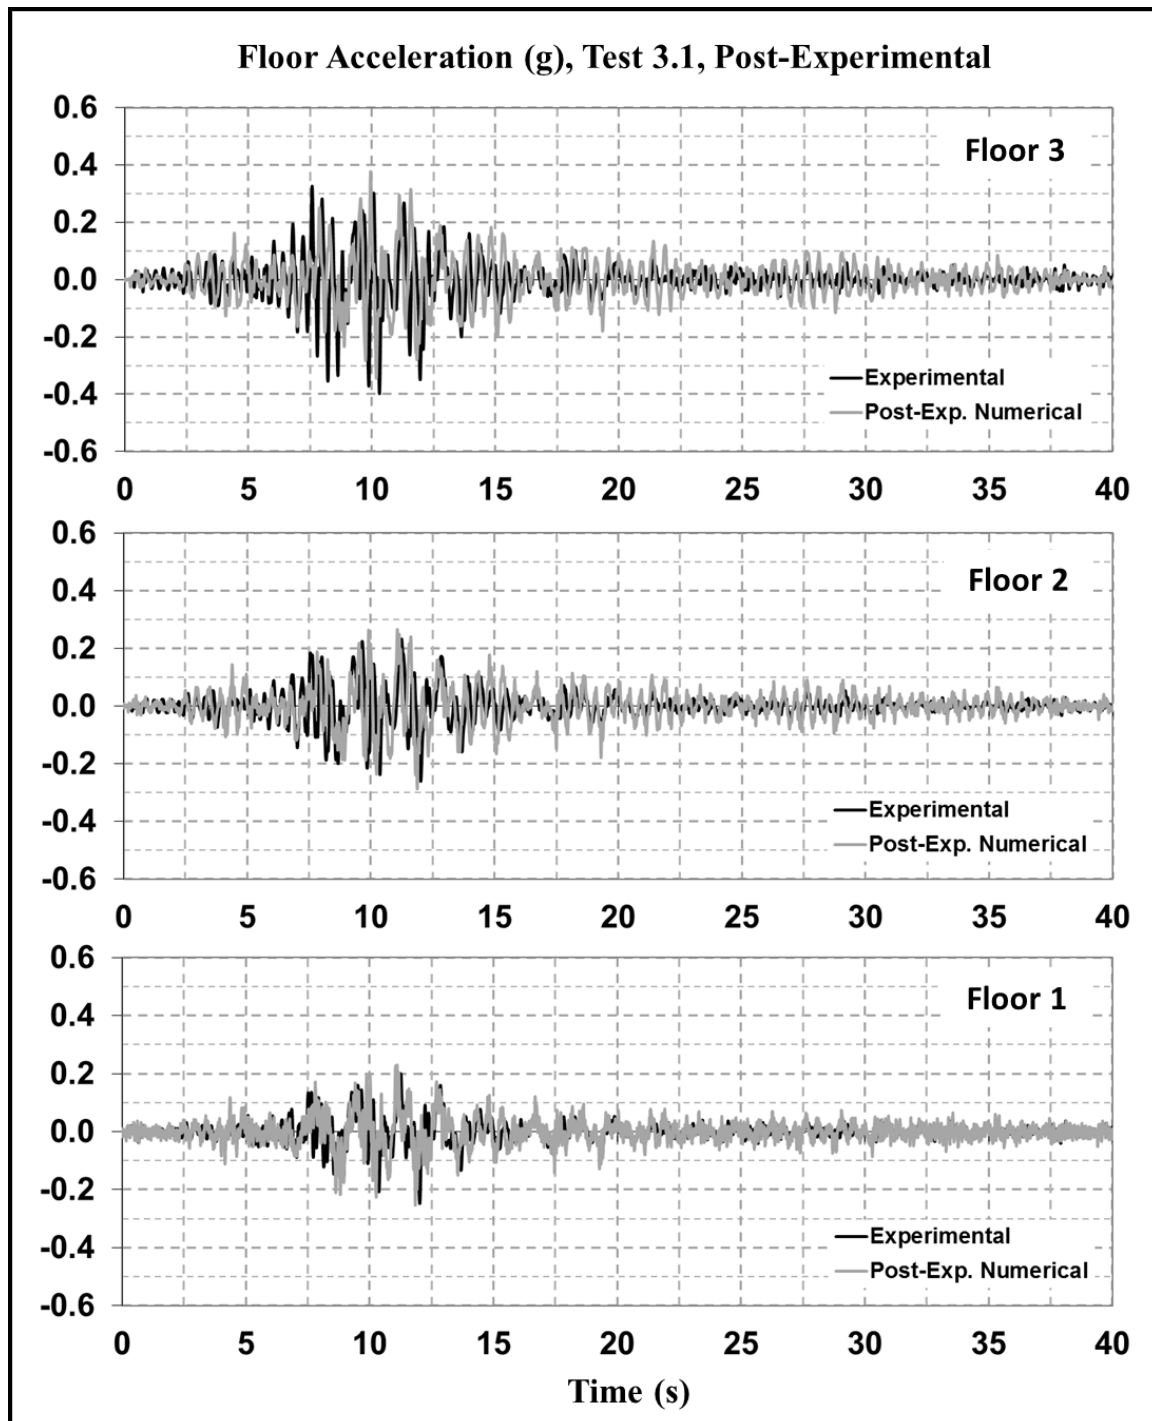 Floor Acceleration (g), Test 3.1, Post-Experimental
0.6
Floor 3
0.4
0.2
0.0
-0.2
Experimental
-0.4
Post-Exp. Numerical
-0.6
0 5 10 15 20 25 30 35 40
0.6
Floor 2
0.4
0.2
0.0
-0.2
-0.4
Experimental
Post-Exp. Numerical
-0.6
0 5 10 15 20 25 30 35 40
0.6
Floor 1
0.4
0.2
0.0
-0.2
Experimental
-0.4
Post-Exp. Numerical
-0.6
0 5 10 15 20 25 30 35 40
Time (s)